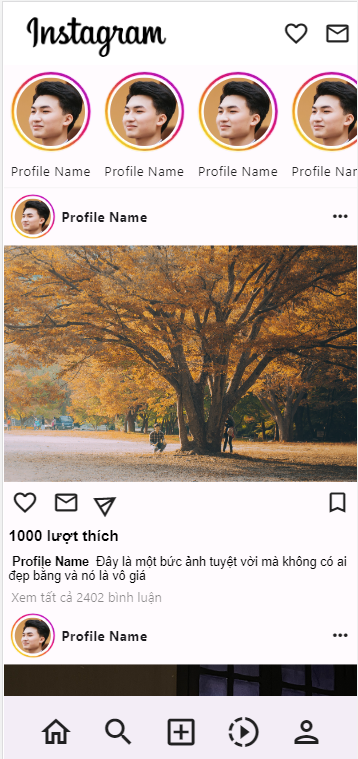 Instagram
Profile Name Profile Name Profile Name Profile Nam
Profile Name
1000 lượt thích
Profile Name Đây là một bức ảnh tuyệt vời mà không có ai
đẹp bằng và nó là vô giá
Xem tất cả 2402 bình luận
Profile Name